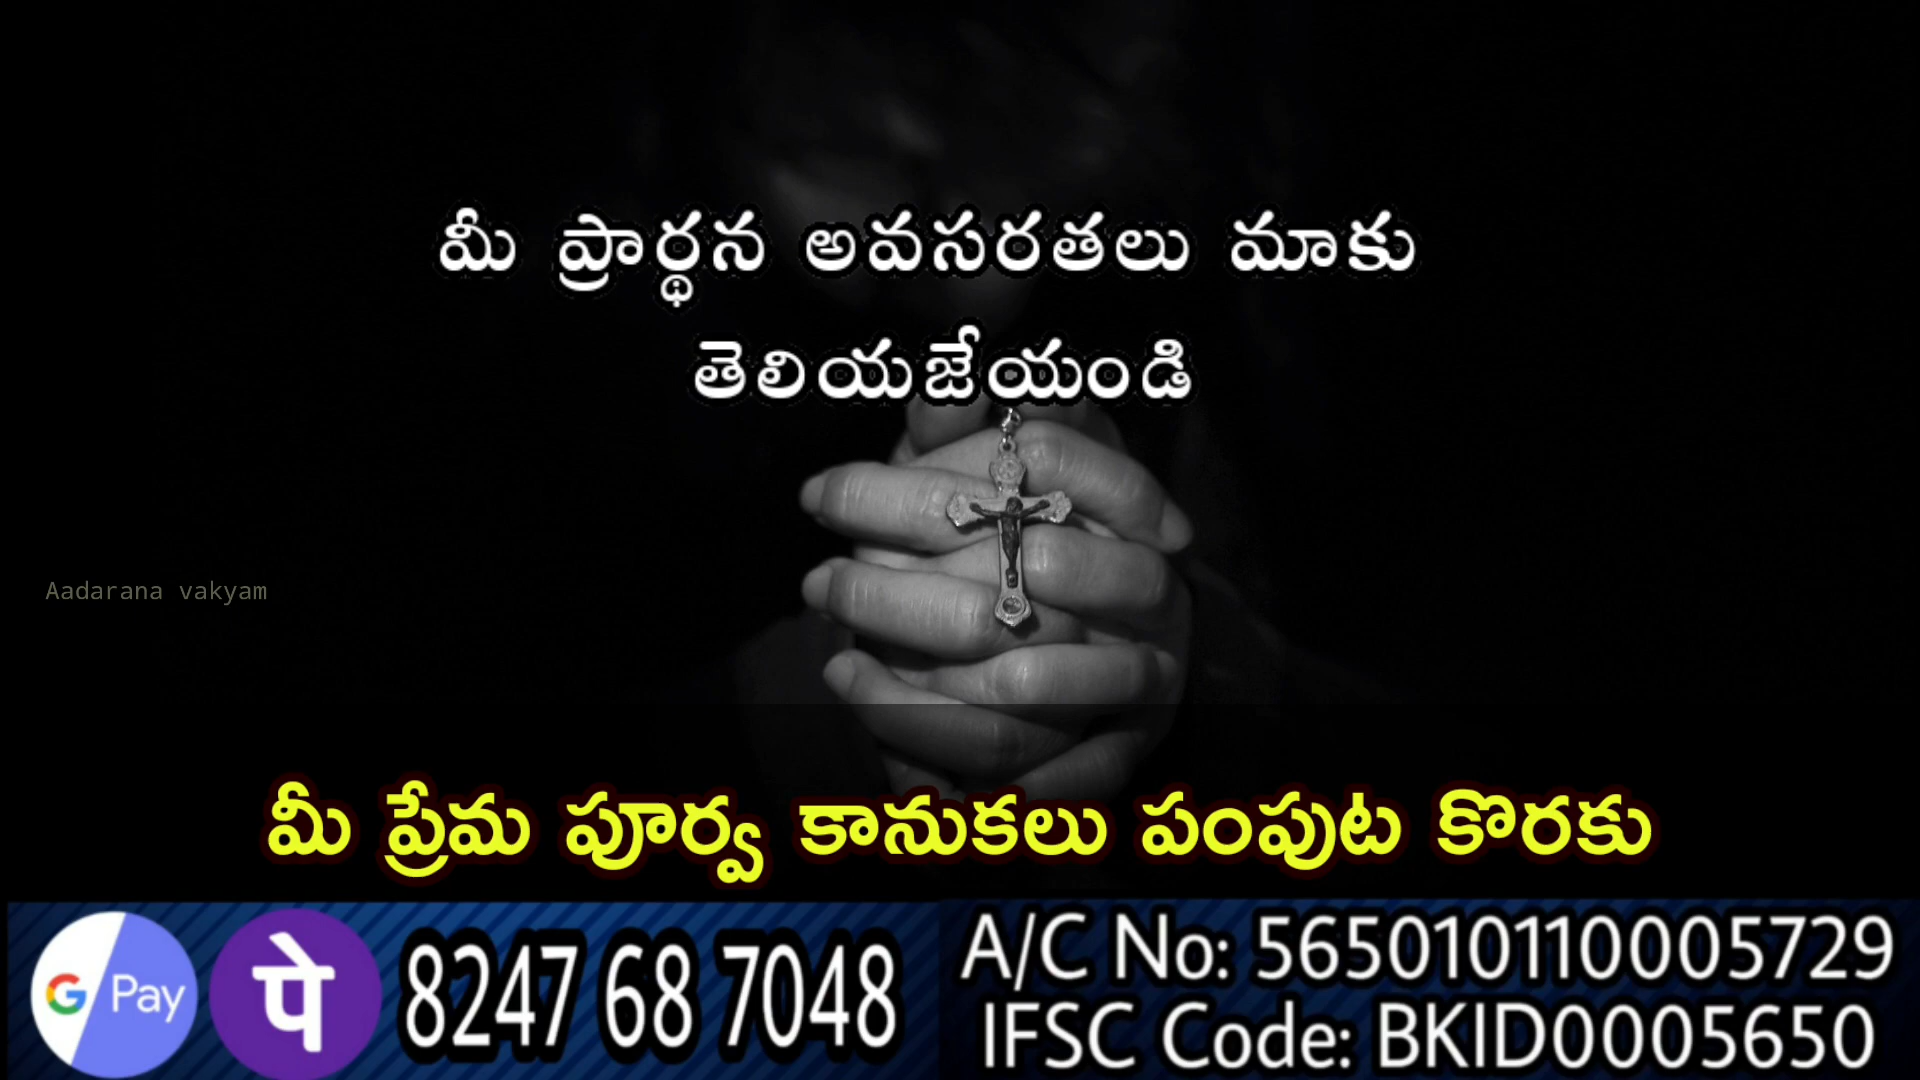 మీ ప్రార్థన అవసరతలు మాకు
తెలియజేయండి
Aadarana vakyam
మీ ప్రేమ పూర్వ కానుకలు పంపుట కొరకు
G Pay पे 8247 68 7048
A/C No: 565010110005729
IFSC Code: BKID0005650